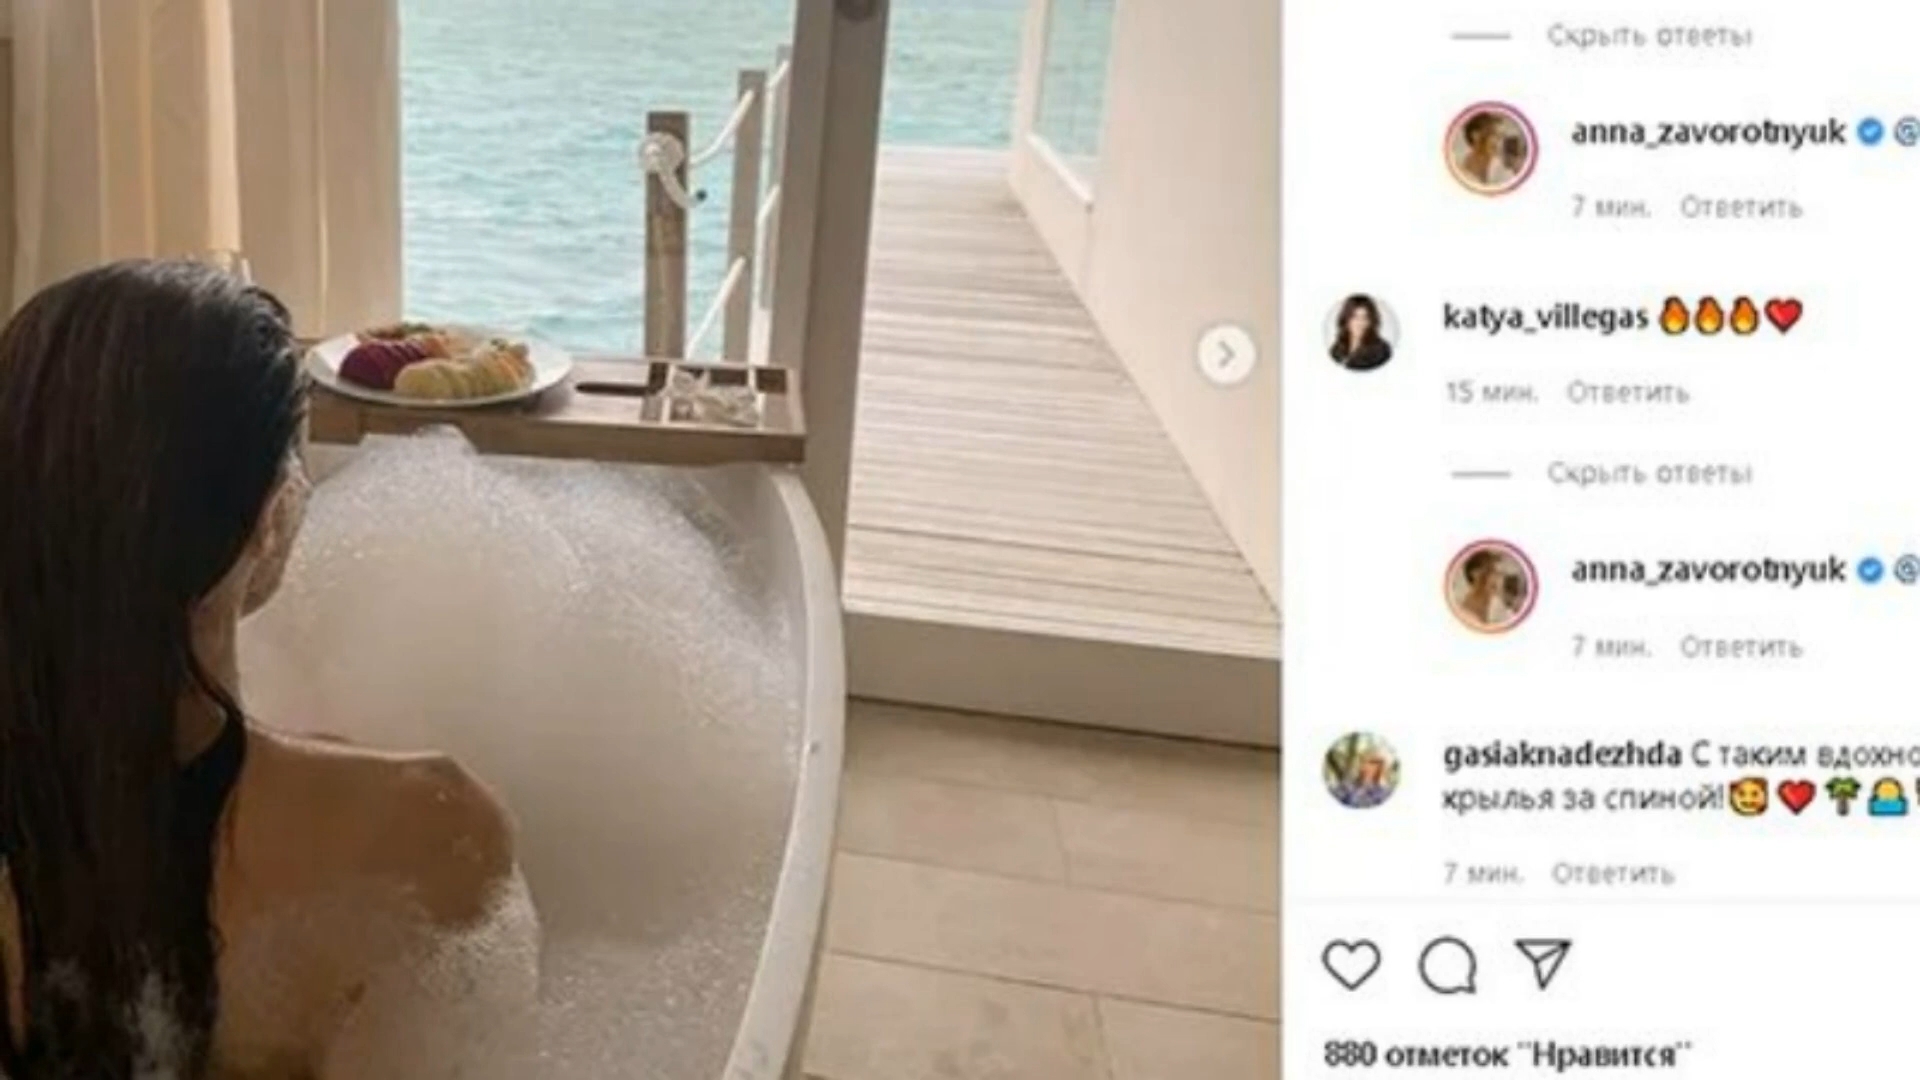 Скрыть ответы
anna_zavorotnyuk @
7 мин. Ответить
katya_villegas 🔥🔥🔥❤️
15 мин. Ответить
Скрыть ответы
anna_zavorotnyuk @
7 мин. Ответить
gasiaknadezhda С таким
крылья за спиной!🥰❤️🌴
7 мин. Ответить
880 отметок "Нравится"